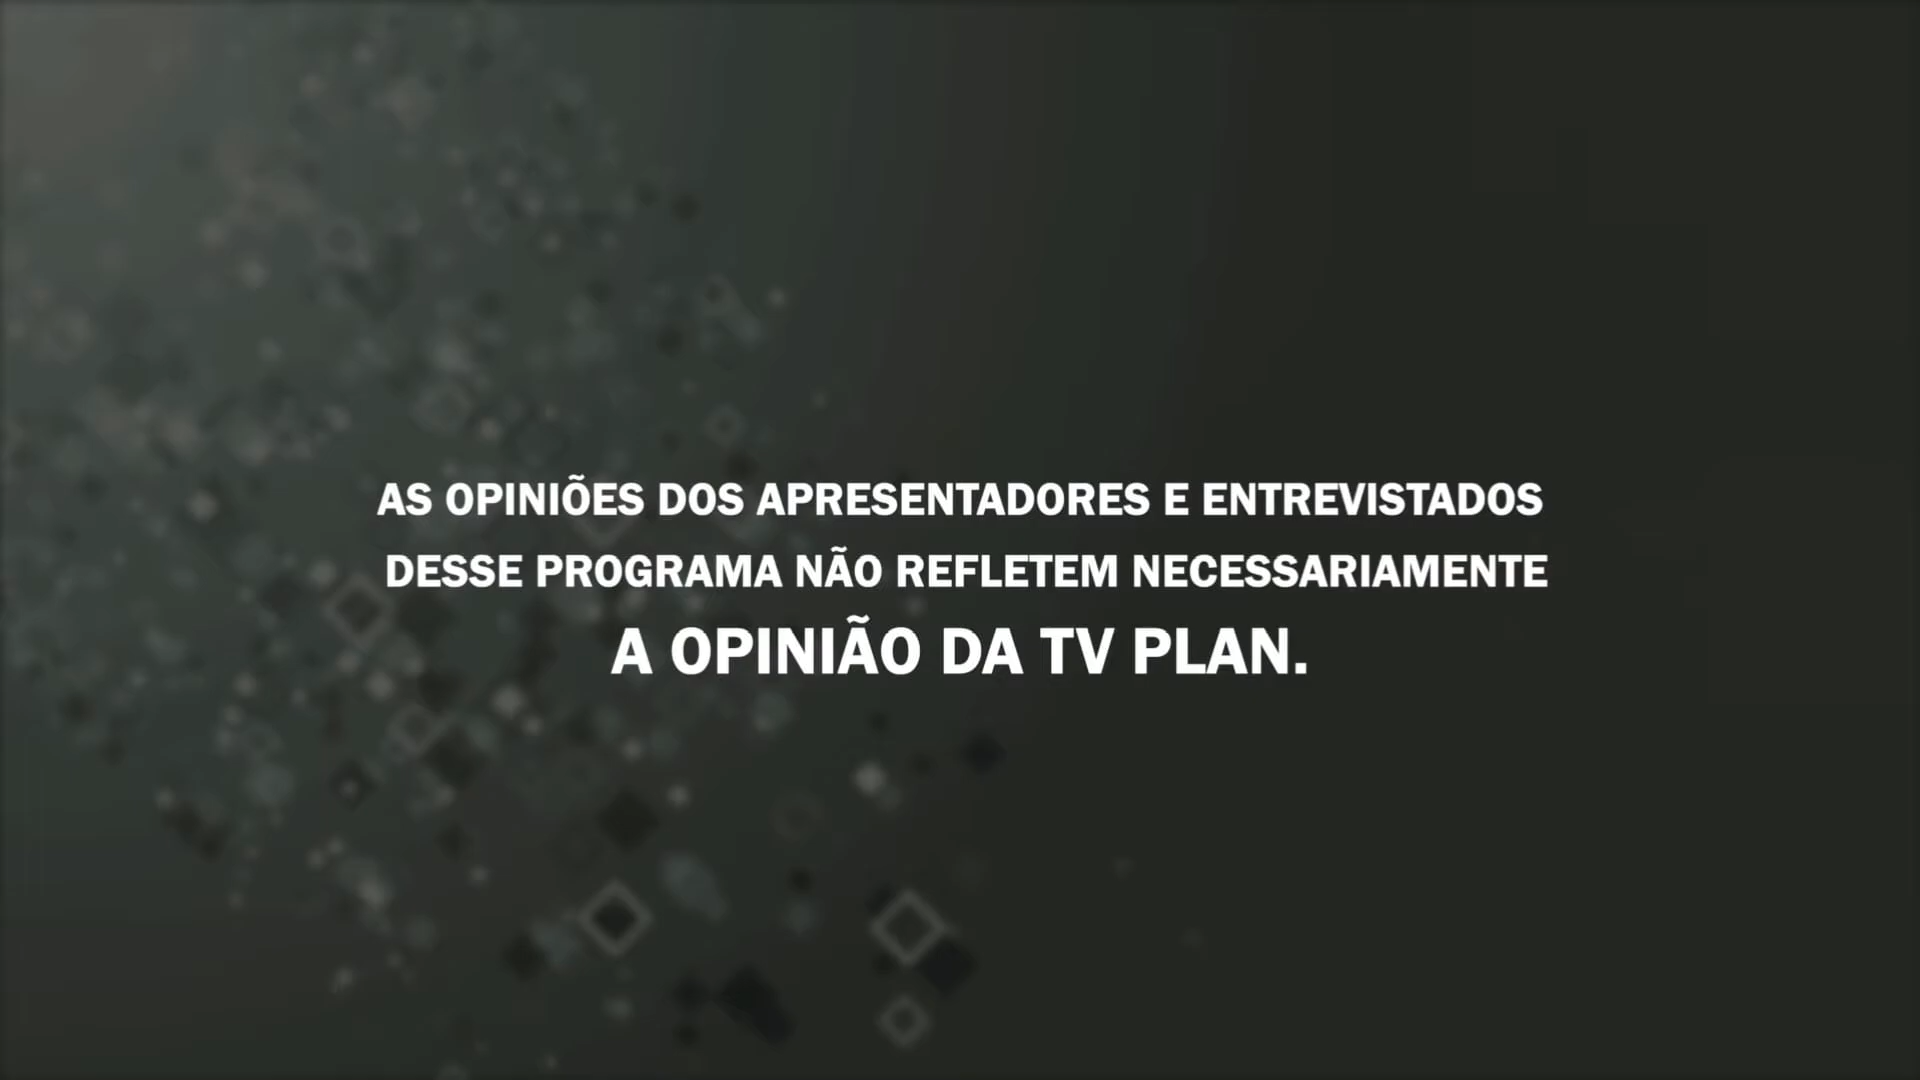 AS OPINIÕES DOS APRESENTADORES E ENTREVISTADOS
DESSE PROGRAMA NÃO REFLETEM NECESSARIAMENTE
A OPINIÃO DA TV PLAN.